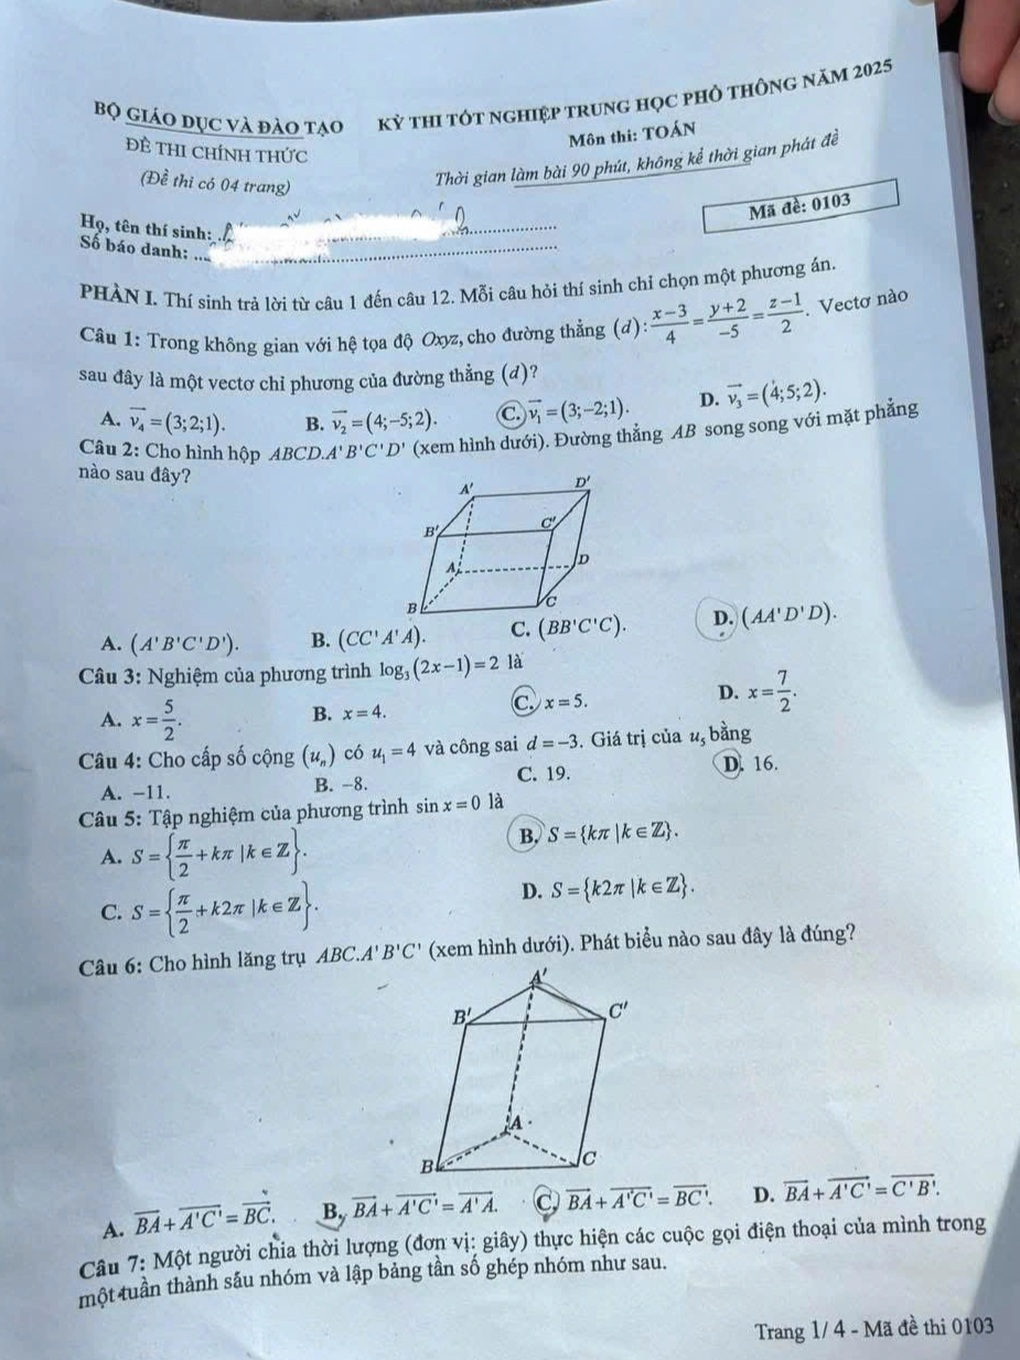 BỘ GIÁO DỤC VÀ ĐÀO TẠO
ĐỀ THI CHÍNH THỨC
(Đề thi có 04 trang)
KỲ THI TỐT NGHIỆP TRUNG HỌC PHỔ THÔNG NĂM 2025
Môn thi: TOÁN
Thời gian làm bài 90 phút, không kể thời gian phát đề
Họ, tên thí sinh:
Số báo danh:
Mã đề: 0103
PHẦN I. Thí sinh trả lời từ câu 1 đến câu 12. Mỗi câu hỏi thí sinh chỉ chọn một phương án.
Câu 1: Trong không gian với hệ tọa độ Oxyz, cho đường thẳng (d): (x−3)/4 = (y+2)/−5 = (z−1)/2. Vectơ nào
sau đây là một vectơ chỉ phương của đường thẳng (d)?
A. v₄ = (3;2;1). B. v₂ = (4;−5;2). C. v₁ = (3;−2;1). D. v₃ = (4;5;2).
Câu 2: Cho hình hộp ABCD.A'B'C'D' (xem hình dưới). Đường thẳng AB song song với mặt phẳng
nào sau đây?
A' D'
B' C'
A D
B C
A. (A'B'C'D'). B. (CC'A'A). C. (BB'C'C). D. (AA'D'D).
Câu 3: Nghiệm của phương trình log₃(2x−1) = 2 là
A. x = 5/2. B. x = 4. C. x = 5. D. x = 7/2.
Câu 4: Cho cấp số cộng (uₙ) có u₁ = 4 và công sai d = −3. Giá trị của u₅ bằng
A. −11. B. −8. C. 19. D. 16.
Câu 5: Tập nghiệm của phương trình sin x = 0 là
A. S = {π/2 + kπ | k ∈ ℤ}. B. S = {kπ | k ∈ ℤ}.
C. S = {π/2 + k2π | k ∈ ℤ}. D. S = {k2π | k ∈ ℤ}.
Câu 6: Cho hình lăng trụ ABC.A'B'C' (xem hình dưới). Phát biểu nào sau đây là đúng?
A'
B' C'
A
B C
A. BA + A'C' = BC. B. BA + A'C' = A'A. C. BA + A'C' = BC'. D. BA + A'C' = C'B'.
Câu 7: Một người chia thời lượng (đơn vị: giây) thực hiện các cuộc gọi điện thoại của mình trong
một tuần thành sáu nhóm và lập bảng tần số ghép nhóm như sau.
Trang 1/ 4 - Mã đề thi 0103